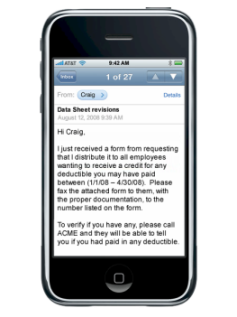 AT&T 9:42 AM
Inbox 1 of 27
From: Craig Details
Data Sheet revisions
August 12, 2008 9:39 AM
Hi Craig,
I just received a form from requesting
that I distribute it to all employees
wanting to receive a credit for any
deductible you may have paid
between (1/1/08 – 4/30/08). Please
fax the attached form to them, with
the proper documentation, to the
number listed on the form.
To verify if you have any, please call
ACME and they will be able to tell
you if you had paid in any deductible.